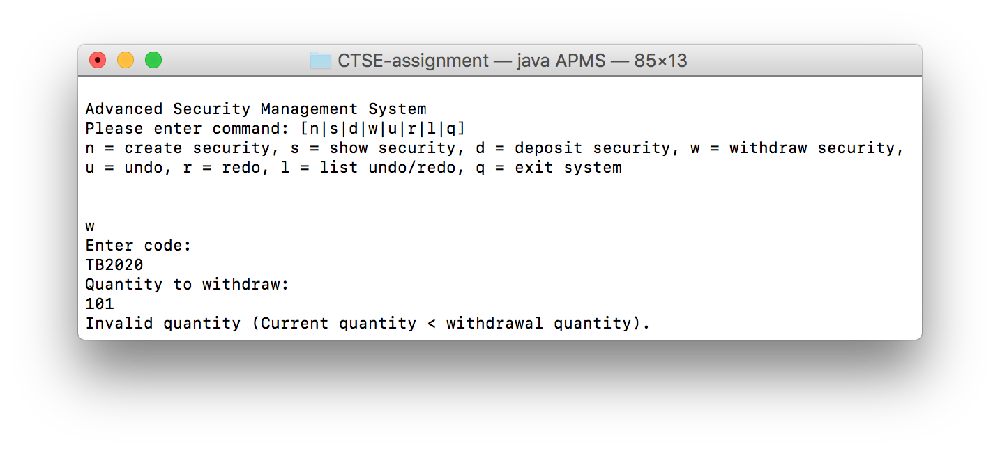 CTSE-assignment — java APMS — 85×13
Advanced Security Management System
Please enter command: [n|s|d|w|u|r|l|q]
n = create security, s = show security, d = deposit security, w = withdraw security,
u = undo, r = redo, l = list undo/redo, q = exit system
w
Enter code:
TB2020
Quantity to withdraw:
101
Invalid quantity (Current quantity < withdrawal quantity).